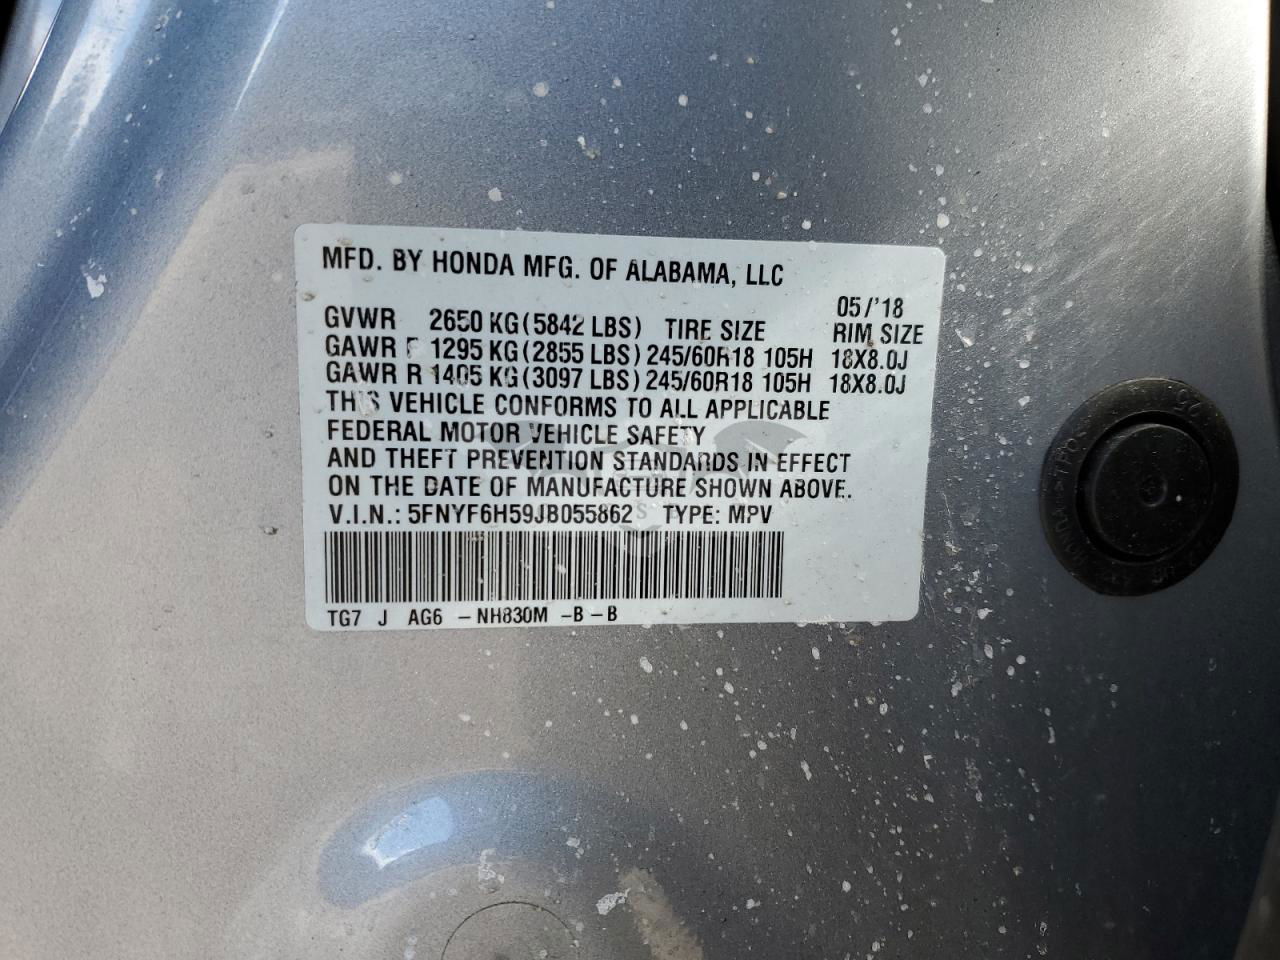 MFD. BY HONDA MFG. OF ALABAMA, LLC
05/'18
GVWR 2650 KG(5842 LBS) TIRE SIZE RIM SIZE
GAWR F 1295 KG(2855 LBS) 245/60R18 105H 18X8.0J
GAWR R 1405 KG(3097 LBS) 245/60R18 105H 18X8.0J
THIS VEHICLE CONFORMS TO ALL APPLICABLE
FEDERAL MOTOR VEHICLE SAFETY
AND THEFT PREVENTION STANDARDS IN EFFECT
ON THE DATE OF MANUFACTURE SHOWN ABOVE.
V.I.N.: 5FNYF6H59JB055862 TYPE: MPV
TG7 J AG6 -NH830M -B-B
HONDA >TPO< 25